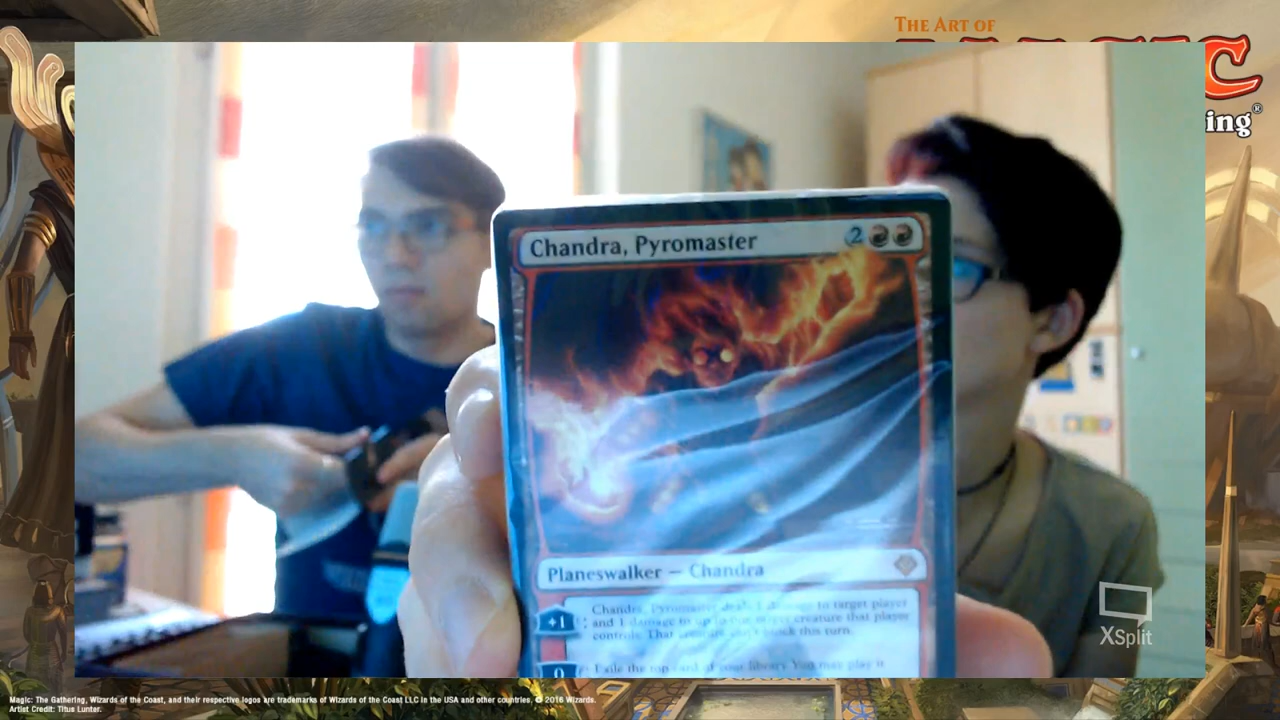 THE ART OF
C
ing®
Chandra, Pyromaster 2
Planeswalker — Chandra
+1 : Chandra, Pyromaster deals 1 damage to target player
and 1 damage to up to one target creature that player
controls. That creature can't block this turn.
0 : Exile the top card of your library. You may play it
XSplit
Magic: The Gathering, Wizards of the Coast, and their respective logos are trademarks of Wizards of the Coast LLC in the USA and other countries. © 2016 Wizards.
Artist Credit: Titus Lunter.